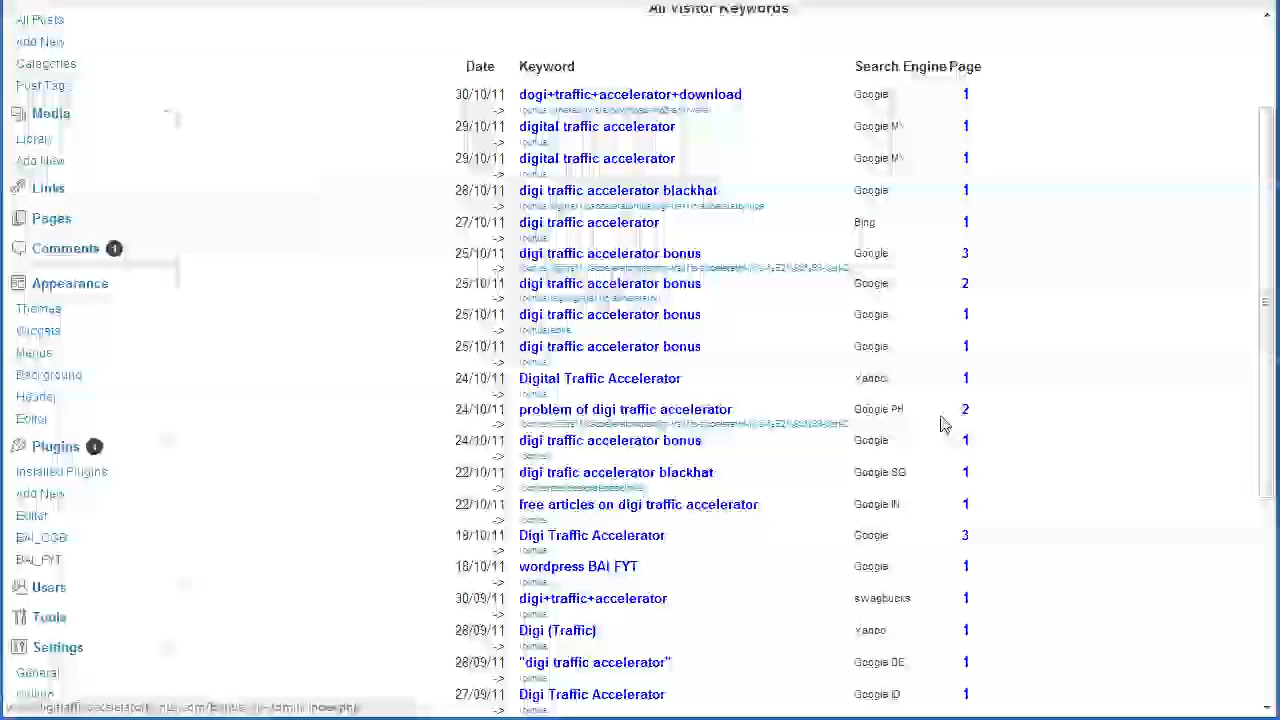 All Visitor Keywords
All Posts
Add New
Categories
Post Tags
Media
Library
Add New
Links
Pages
Comments 1
Appearance
Themes
Widgets
Menus
Background
Header
Editor
Plugins 1
Installed Plugins
Add New
Editor
BAI_FYT
Users
Tools
Settings
General
Date Keyword Search Engine Page
30/10/11 dogi+traffic+accelerator+download Google 1
->
29/10/11 digital traffic accelerator Google MY 1
->
29/10/11 digital traffic accelerator Google MY 1
->
28/10/11 digi traffic accelerator blackhat Google 1
->
27/10/11 digi traffic accelerator Bing 1
->
25/10/11 digi traffic accelerator bonus Google 3
->
25/10/11 digi traffic accelerator bonus Google 2
->
25/10/11 digi traffic accelerator bonus Google 1
->
25/10/11 digi traffic accelerator bonus Google 1
->
24/10/11 Digital Traffic Accelerator Yahoo 1
->
24/10/11 problem of digi traffic accelerator Google PH 2
->
24/10/11 digi traffic accelerator bonus Google 1
->
22/10/11 digi trafic accelerator blackhat Google SG 1
->
22/10/11 free articles on digi traffic accelerator Google IN 1
->
19/10/11 Digi Traffic Accelerator Google 3
->
18/10/11 wordpress BAI FYT Google 1
->
30/09/11 digi+traffic+accelerator swagbucks 1
->
28/09/11 Digi (Traffic) Yahoo 1
->
28/09/11 "digi traffic accelerator" Google DE 1
->
27/09/11 Digi Traffic Accelerator Google ID 1
->